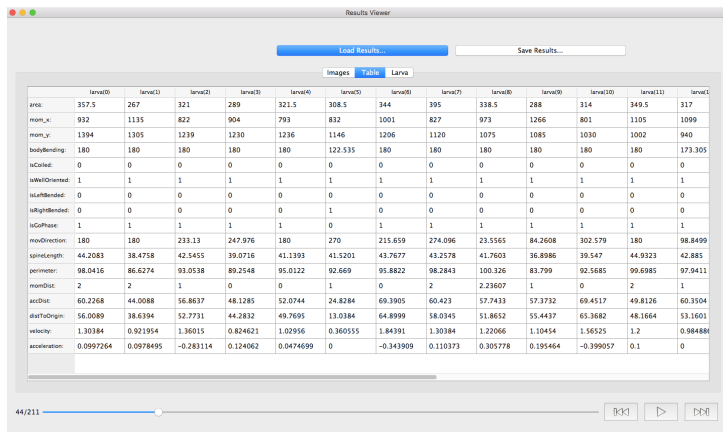 Results Viewer
Load Results... Save Results...
Images Table Larva
larva(0) larva(1) larva(2) larva(3) larva(4) larva(5) larva(6) larva(7) larva(8) larva(9) larva(10) larva(11) larva(1
area: 357.5 267 321 289 321.5 308.5 344 395 338.5 288 314 349.5 317
mom_x: 932 1135 822 904 793 832 1001 827 973 1266 801 1105 1099
mom_y: 1394 1305 1239 1230 1236 1146 1206 1120 1075 1085 1030 1002 940
bodyBending: 180 180 180 180 180 122.535 180 180 180 180 180 180 173.305
isCoiled: 0 0 0 0 0 0 0 0 0 0 0 0 0
isWellOriented: 1 1 1 1 1 1 1 1 1 1 1 1 1
isLeftBended: 0 0 0 0 0 0 0 0 0 0 0 0 0
isRightBended: 0 0 0 0 0 1 0 0 0 0 0 0 0
isGoPhase: 1 1 1 1 1 0 1 1 1 1 1 1 1
movDirection: 180 180 233.13 247.976 180 270 215.659 274.096 23.5565 84.2608 302.579 180 98.8499
spineLength: 44.2083 38.4758 42.5455 39.0716 41.1393 41.5201 43.7677 43.2578 41.7603 36.8986 39.547 44.9323 42.885
perimeter: 98.0416 86.6274 93.0538 89.2548 95.0122 92.669 95.8822 98.2843 100.326 83.799 92.5685 99.6985 97.9411
momDist: 2 2 1 0 0 1 0 2 2.23607 1 0 2 1
accDist: 60.2268 44.0088 56.8637 48.1285 52.0744 24.8284 69.3905 60.423 57.7433 57.3732 69.4517 49.8126 60.3504
distToOrigin: 56.0089 38.6394 52.7731 44.2832 49.7695 13.0384 64.8999 58.0345 51.8652 55.4437 65.3682 48.1664 53.1601
velocity: 1.30384 0.921954 1.36015 0.824621 1.02956 0.360555 1.84391 1.30384 1.22066 1.10454 1.56525 1.2 0.984886
acceleration: 0.0997264 0.0978495 -0.283114 0.124062 0.0474699 0 -0.343909 0.110373 0.305778 0.195464 -0.399057 0.1 0
44/211